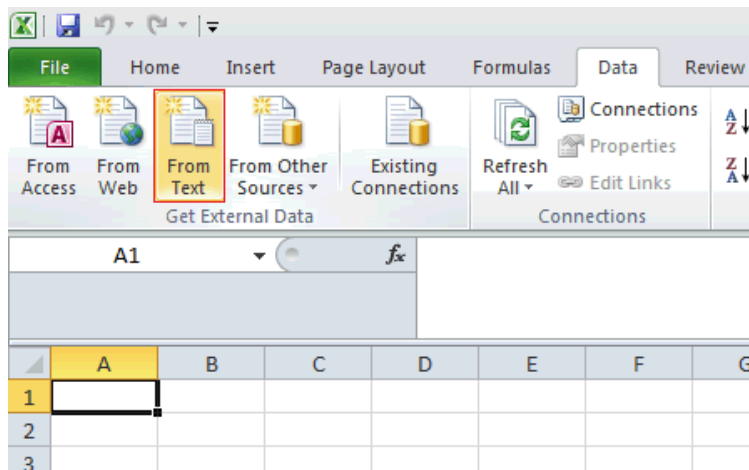 File Home Insert Page Layout Formulas Data Review
From Access
From Web
From Text
From Other Sources
Existing Connections
Refresh All
Connections
Properties
Edit Links
A Z
Z A
Get External Data Connections
A1 fx
A B C D E F G
1
2
3